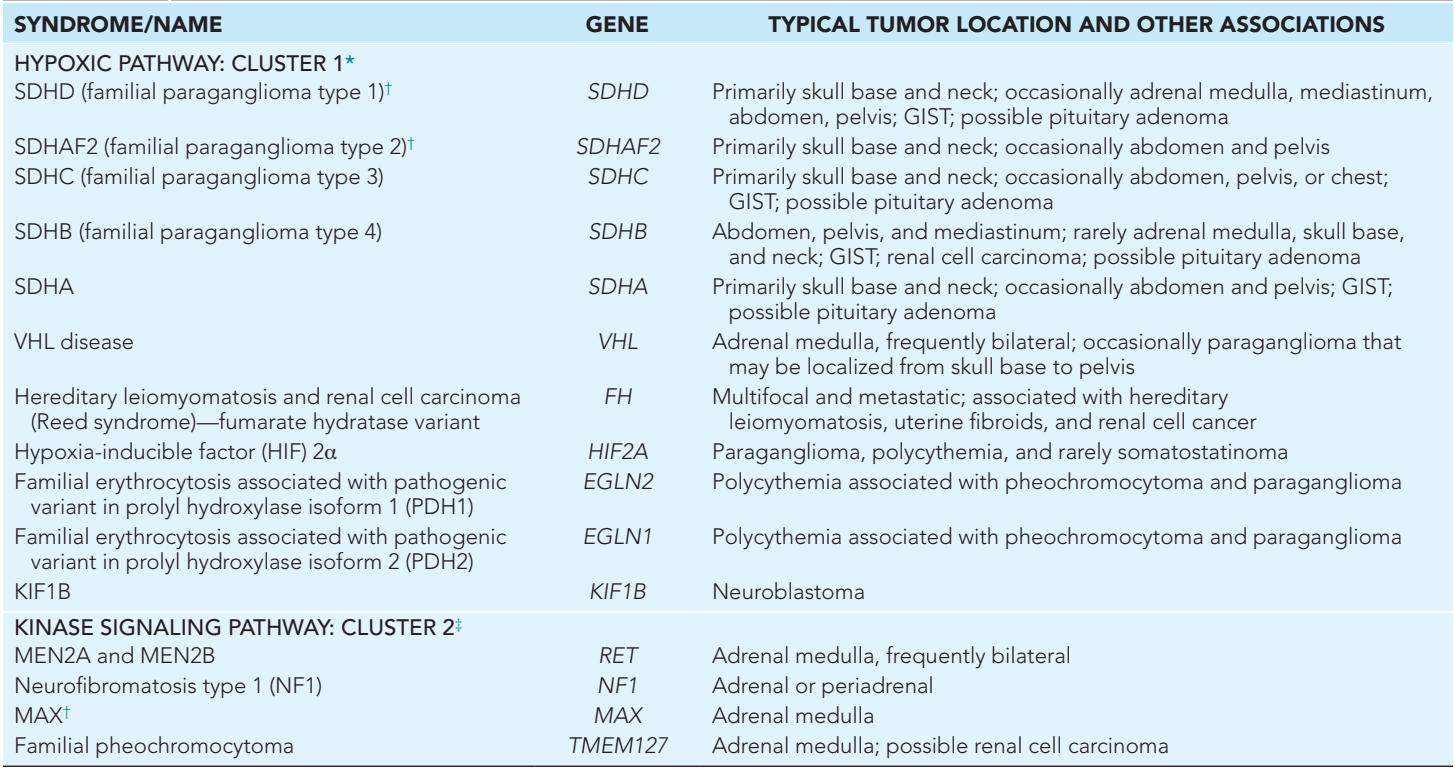 SYNDROME/NAME GENE TYPICAL TUMOR LOCATION AND OTHER ASSOCIATIONS
HYPOXIC PATHWAY: CLUSTER 1*
SDHD (familial paraganglioma type 1)† SDHD Primarily skull base and neck; occasionally adrenal medulla, mediastinum,
abdomen, pelvis; GIST; possible pituitary adenoma
SDHAF2 (familial paraganglioma type 2)† SDHAF2 Primarily skull base and neck; occasionally abdomen and pelvis
SDHC (familial paraganglioma type 3) SDHC Primarily skull base and neck; occasionally abdomen, pelvis, or chest;
GIST; possible pituitary adenoma
SDHB (familial paraganglioma type 4) SDHB Abdomen, pelvis, and mediastinum; rarely adrenal medulla, skull base,
and neck; GIST; renal cell carcinoma; possible pituitary adenoma
SDHA SDHA Primarily skull base and neck; occasionally abdomen and pelvis; GIST;
possible pituitary adenoma
VHL disease VHL Adrenal medulla, frequently bilateral; occasionally paraganglioma that
may be localized from skull base to pelvis
Hereditary leiomyomatosis and renal cell carcinoma FH Multifocal and metastatic; associated with hereditary
(Reed syndrome)—fumarate hydratase variant leiomyomatosis, uterine fibroids, and renal cell cancer
Hypoxia-inducible factor (HIF) 2α HIF2A Paraganglioma, polycythemia, and rarely somatostatinoma
Familial erythrocytosis associated with pathogenic EGLN2 Polycythemia associated with pheochromocytoma and paraganglioma
variant in prolyl hydroxylase isoform 1 (PDH1)
Familial erythrocytosis associated with pathogenic EGLN1 Polycythemia associated with pheochromocytoma and paraganglioma
variant in prolyl hydroxylase isoform 2 (PDH2)
KIF1B KIF1B Neuroblastoma
KINASE SIGNALING PATHWAY: CLUSTER 2‡
MEN2A and MEN2B RET Adrenal medulla, frequently bilateral
Neurofibromatosis type 1 (NF1) NF1 Adrenal or periadrenal
MAX† MAX Adrenal medulla
Familial pheochromocytoma TMEM127 Adrenal medulla; possible renal cell carcinoma